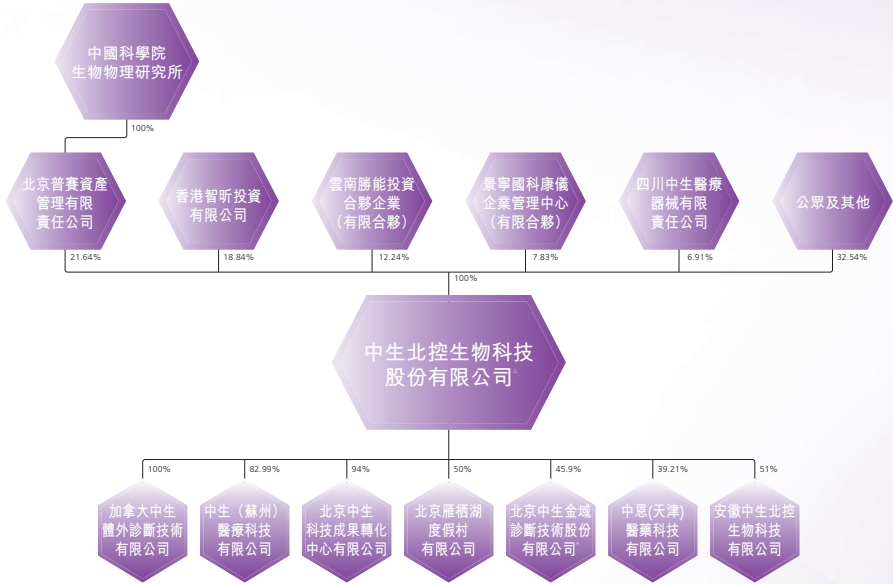 中國科學院
生物物理研究所
100%
北京普賽資產
管理有限
責任公司
香港智昕投資
有限公司
雲南勝能投資
合夥企業
（有限合夥）
景寧國科康儀
企業管理中心
（有限合夥）
四川中生醫療
器械有限
責任公司
公眾及其他
21.64%
18.84%
12.24%
7.83%
6.91%
32.54%
100%
中生北控生物科技
股份有限公司△
100%
82.99%
94%
50%
45.9%
39.21%
51%
加拿大中生
體外診斷技術
有限公司
中生（蘇州）
醫療科技
有限公司
北京中生
科技成果轉化
中心有限公司
北京雁栖湖
度假村
有限公司
北京中生金域
診斷技術股份
有限公司
中恩(天津)
醫藥科技
有限公司
安徽中生北控
生物科技
有限公司